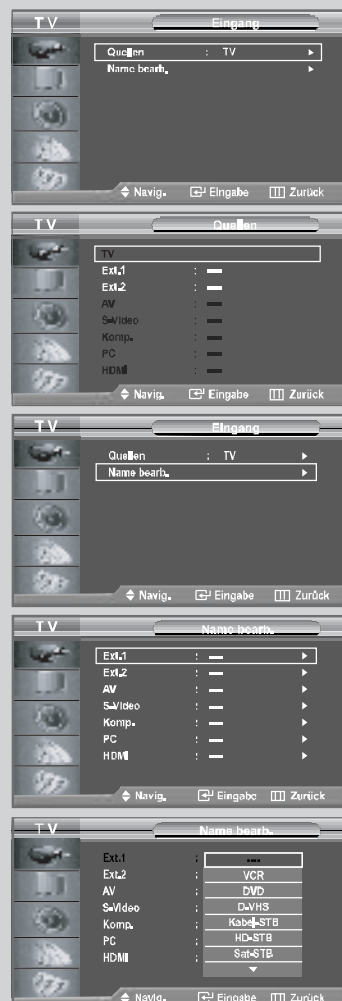 TV Eingang
Quellen : TV ►
Name bearb. ►
Navig. Eingabe Zurück
TV Quellen
TV
Ext.1 : ---
Ext.2 : ---
AV : ---
S-Video : ---
Komp. : ---
PC : ---
HDMI : ---
Navig. Eingabe Zurück
TV Eingang
Quellen : TV ►
Name bearb. ►
Navig. Eingabe Zurück
TV Name bearb.
Ext.1 : --- ►
Ext.2 : --- ►
AV : --- ►
S-Video : --- ►
Komp. : --- ►
PC : --- ►
HDMI : --- ►
Navig. Eingabe Zurück
TV Name bearb.
Ext.1 : ----
Ext.2 : VCR
AV : DVD
S-Video : D-VHS
Komp. : Kabel-STB
PC : HD-STB
HDMI : Sat-STB
▼
Navig. Eingabe Zurück